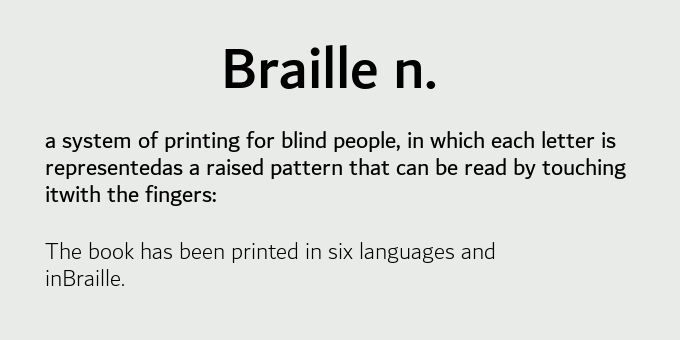 Braille n.
a system of printing for blind people, in which each letter is
representedas a raised pattern that can be read by touching
itwith the fingers:
The book has been printed in six languages and
inBraille.